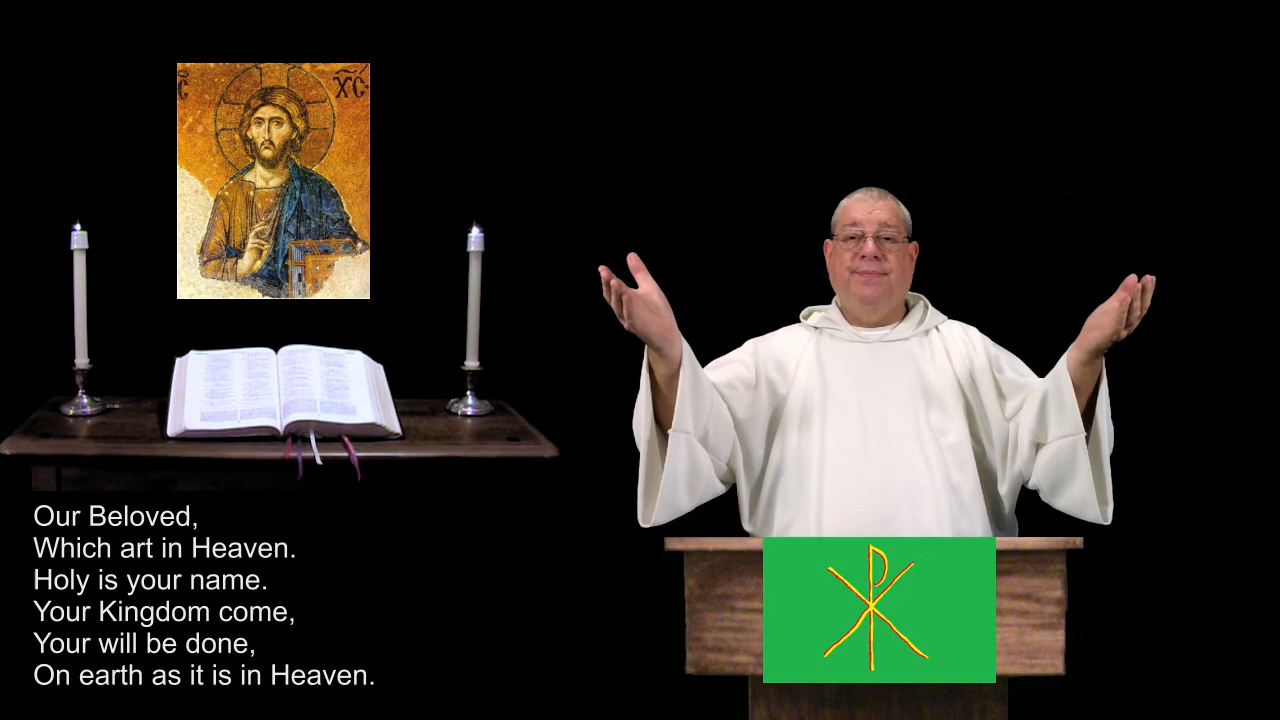 XC
Our Beloved,
Which art in Heaven.
Holy is your name.
Your Kingdom come,
Your will be done,
On earth as it is in Heaven.